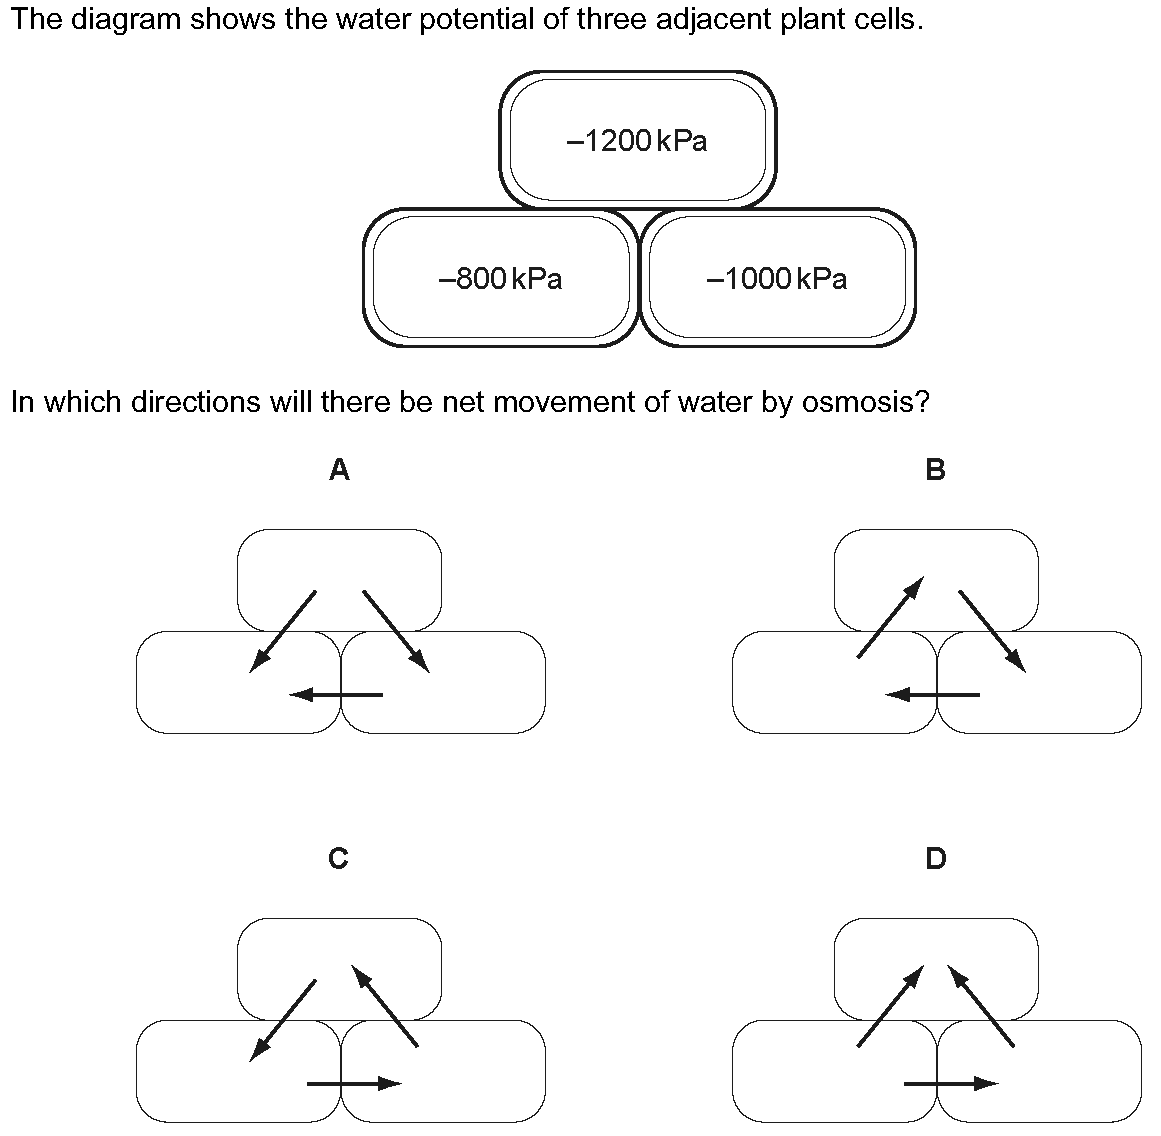 The diagram shows the water potential of three adjacent plant cells.
–1200 kPa
–800 kPa
–1000 kPa
In which directions will there be net movement of water by osmosis?
A
B
C
D